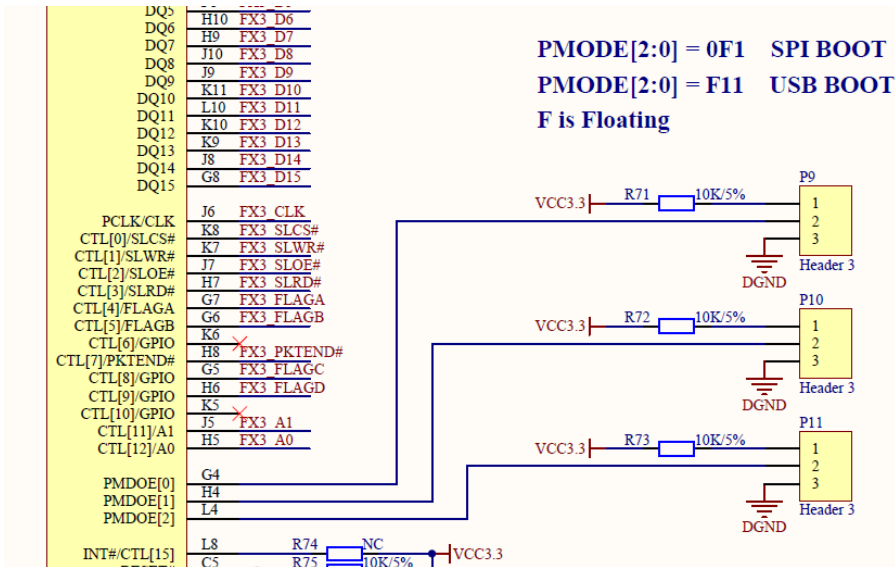 DQ5
DQ6 H10 FX3_D6
DQ7 H9 FX3_D7
DQ8 J10 FX3_D8
DQ9 J9 FX3_D9
DQ10 K11 FX3_D10
DQ11 L10 FX3_D11
DQ12 K10 FX3_D12
DQ13 K9 FX3_D13
DQ14 J8 FX3_D14
DQ15 G8 FX3_D15
PCLK/CLK J6 FX3_CLK
CTL[0]/SLCS# K8 FX3_SLCS#
CTL[1]/SLWR# K7 FX3_SLWR#
CTL[2]/SLOE# J7 FX3_SLOE#
CTL[3]/SLRD# H7 FX3_SLRD#
CTL[4]/FLAGA G7 FX3_FLAGA
CTL[5]/FLAGB G6 FX3_FLAGB
CTL[6]/GPIO K6
CTL[7]/PKTEND# H8 FX3_PKTEND#
CTL[8]/GPIO G5 FX3_FLAGC
CTL[9]/GPIO H6 FX3_FLAGD
CTL[10]/GPIO K5
CTL[11]/A1 J5 FX3_A1
CTL[12]/A0 H5 FX3_A0
PMDOE[0] G4
PMDOE[1] H4
PMDOE[2] L4
INT#/CTL[15] L8 R74 NC VCC3.3
C5 R75 10K/5%
PMODE[2:0] = 0F1 SPI BOOT
PMODE[2:0] = F11 USB BOOT
F is Floating
P9
VCC3.3 R71 10K/5% 1
2
3
DGND Header 3
P10
VCC3.3 R72 10K/5% 1
2
3
DGND Header 3
P11
VCC3.3 R73 10K/5% 1
2
3
DGND Header 3